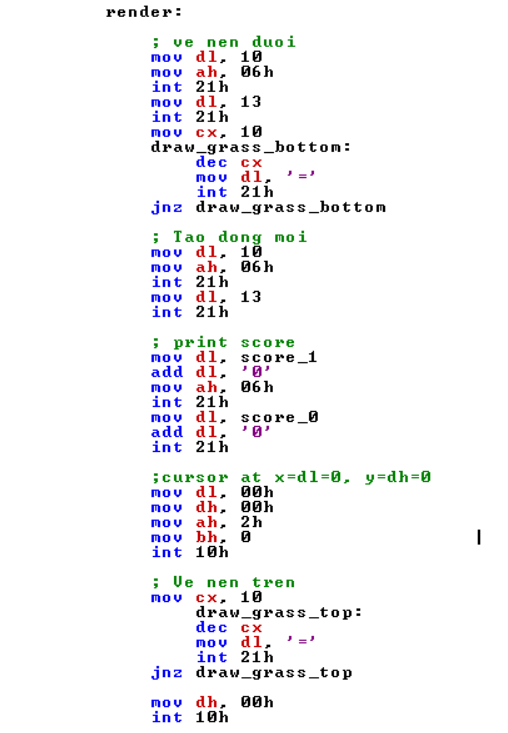 render:
; ve nen duoi
mov dl, 10
mov ah, 06h
int 21h
mov dl, 13
int 21h
mov cx, 10
draw_grass_bottom:
dec cx
mov dl, '='
int 21h
jnz draw_grass_bottom
; Tao dong moi
mov dl, 10
mov ah, 06h
int 21h
mov dl, 13
int 21h
; print score
mov dl, score_1
add dl, '0'
mov ah, 06h
int 21h
mov dl, score_0
add dl, '0'
int 21h
;cursor at x=dl=0, y=dh=0
mov dl, 00h
mov dh, 00h
mov ah, 2h
mov bh, 0
int 10h
; Ve nen tren
mov cx, 10
draw_grass_top:
dec cx
mov dl, '='
int 21h
jnz draw_grass_top
mov dh, 00h
int 10h